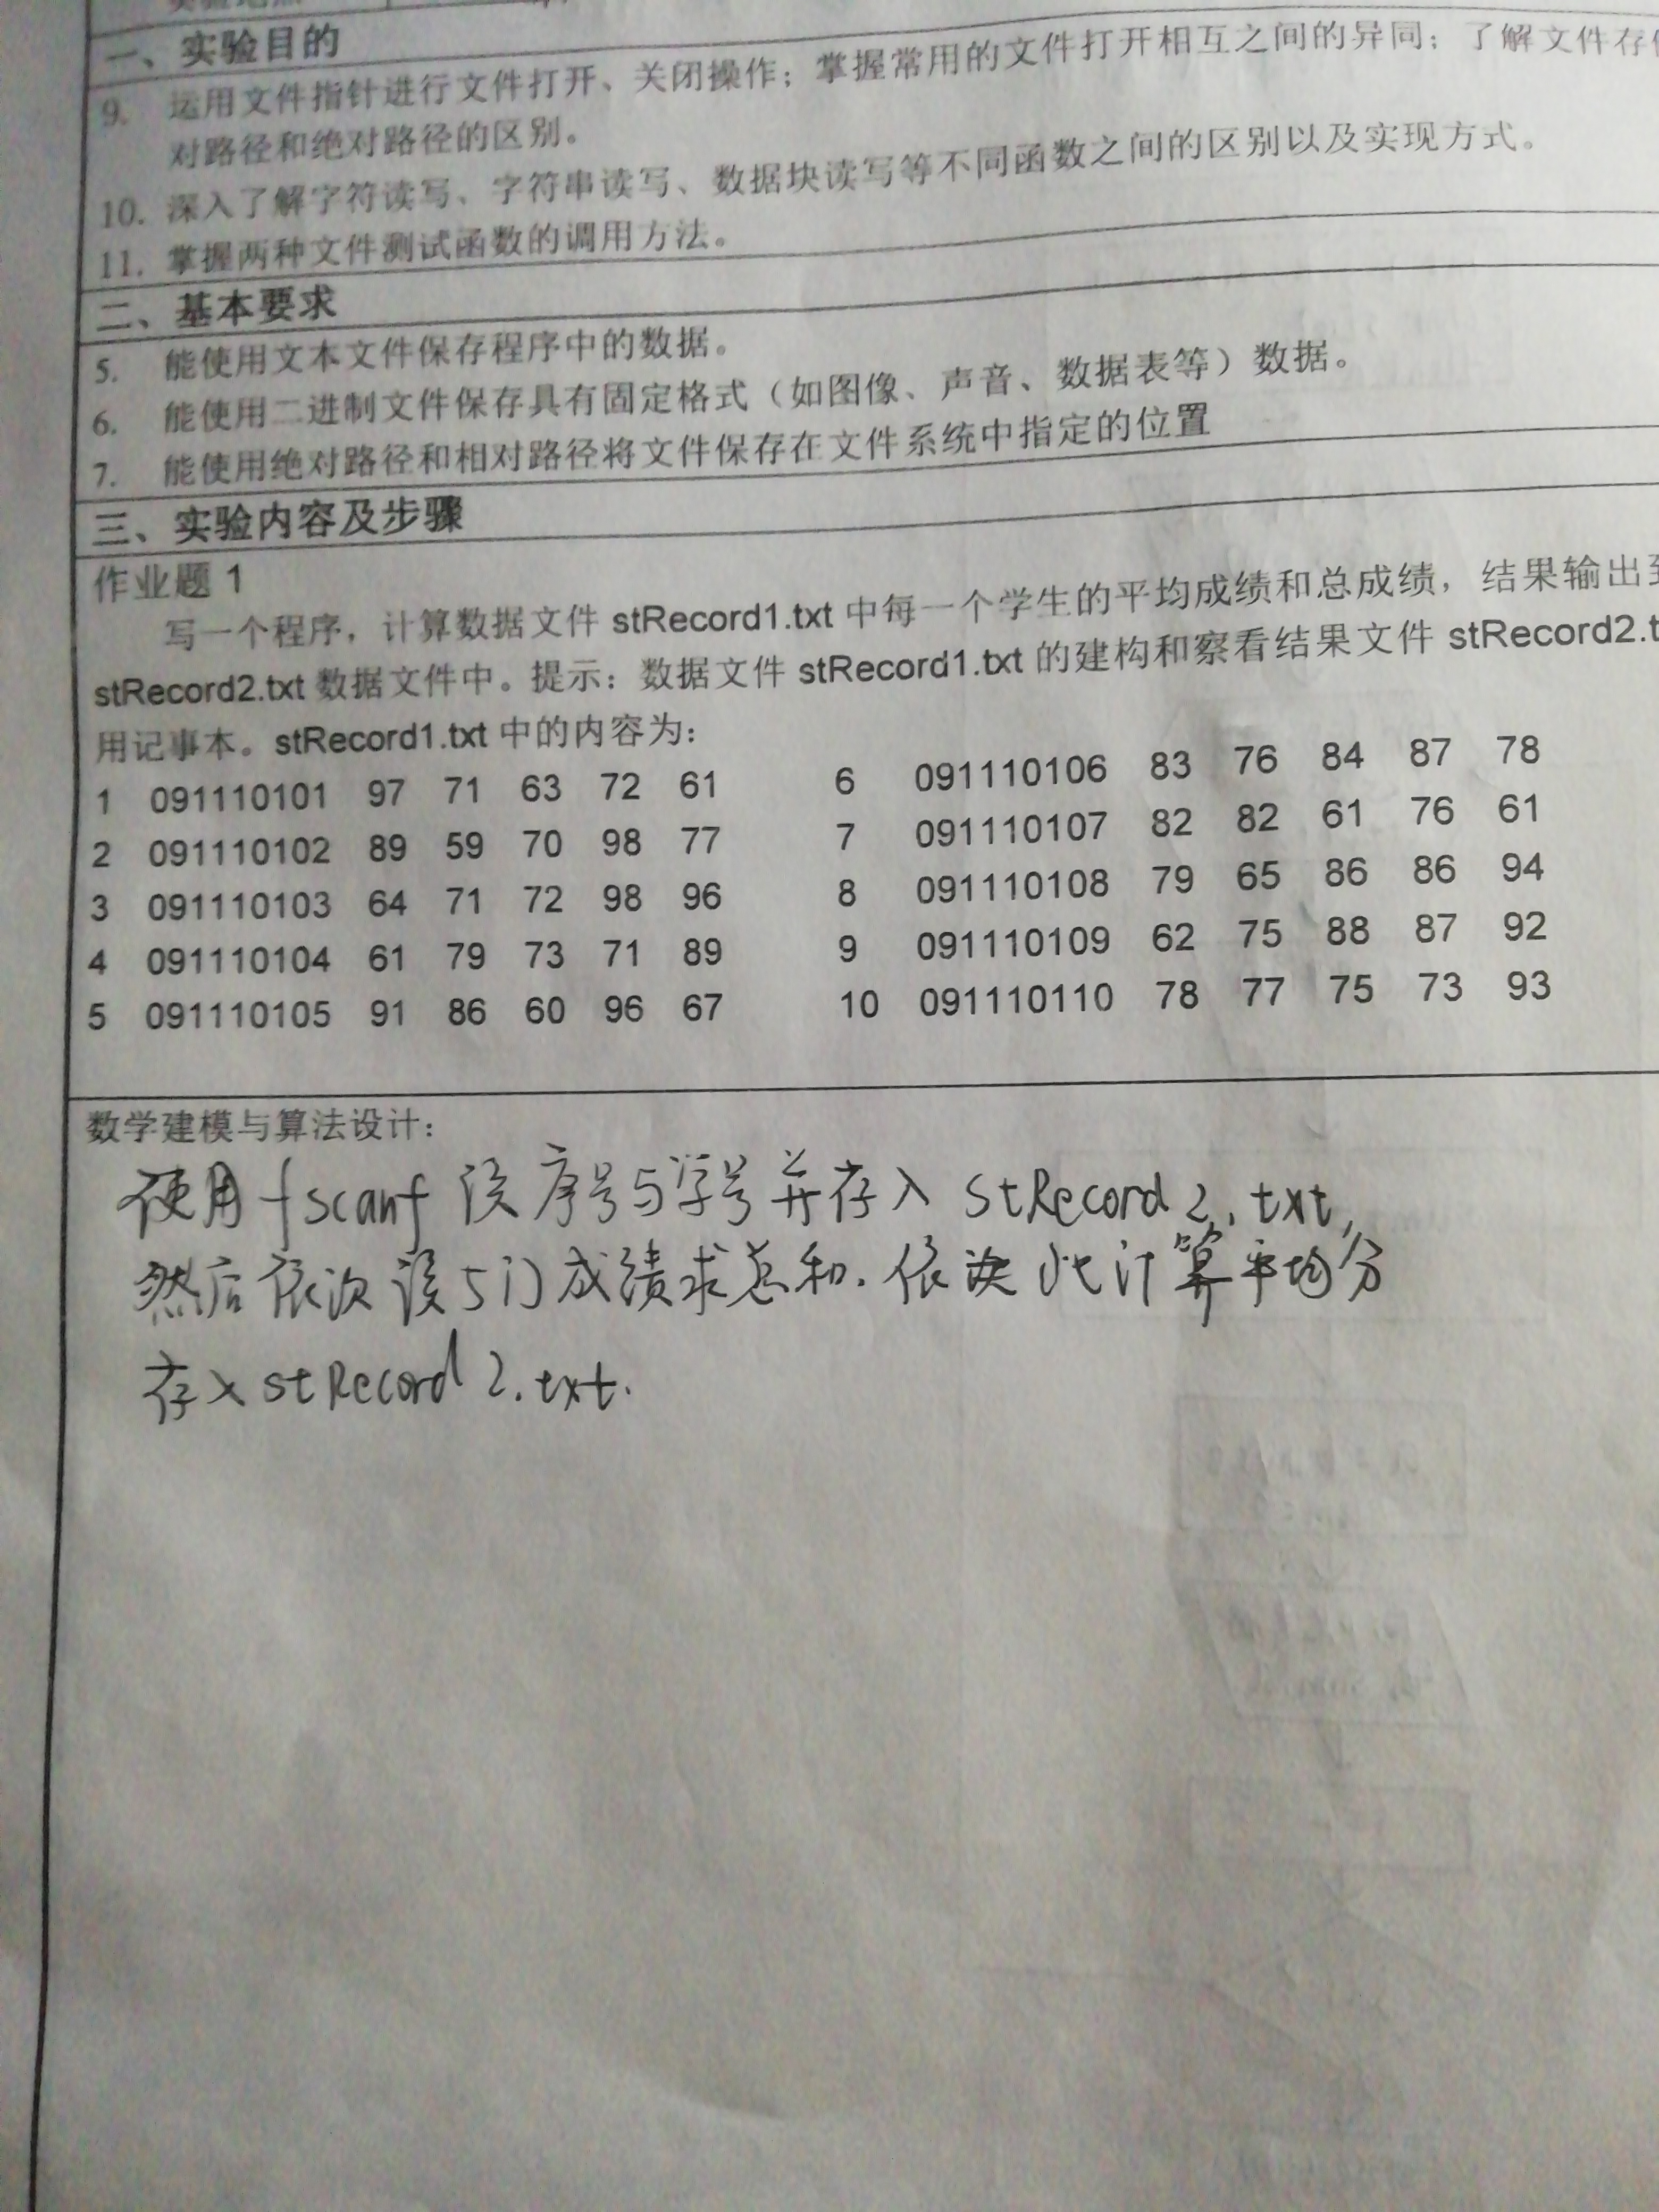 一、实验目的
9. 运用文件指针进行文件打开、关闭操作；掌握常用的文件打开相互之间的异同；了解文件存
对路径和绝对路径的区别。
10. 深入了解字符读写、字符串读写、数据块读写等不同函数之间的区别以及实现方式。
11. 掌握两种文件测试函数的调用方法。
二、基本要求
5. 能使用文本文件保存程序中的数据。
6. 能使用二进制文件保存具有固定格式（如图像、声音、数据表等）数据。
7. 能使用绝对路径和相对路径将文件保存在文件系统中指定的位置
三、实验内容及步骤
作业题 1
写一个程序，计算数据文件 stRecord1.txt 中每一个学生的平均成绩和总成绩，结果输出到
stRecord2.txt 数据文件中。提示：数据文件 stRecord1.txt 的建构和察看结果文件 stRecord2.t
用记事本。stRecord1.txt 中的内容为：
1 091110101 97 71 63 72 61 6 091110106 83 76 84 87 78
2 091110102 89 59 70 98 77 7 091110107 82 82 61 76 61
3 091110103 64 71 72 98 96 8 091110108 79 65 86 86 94
4 091110104 61 79 73 71 89 9 091110109 62 75 88 87 92
5 091110105 91 86 60 96 67 10 091110110 78 77 75 73 93
数学建模与算法设计：
使用 fscanf 读序号与学号并存入 stRecord2.txt,
然后依次读5门成绩求总和. 依 此计算平均分
存入 stRecord2.txt.